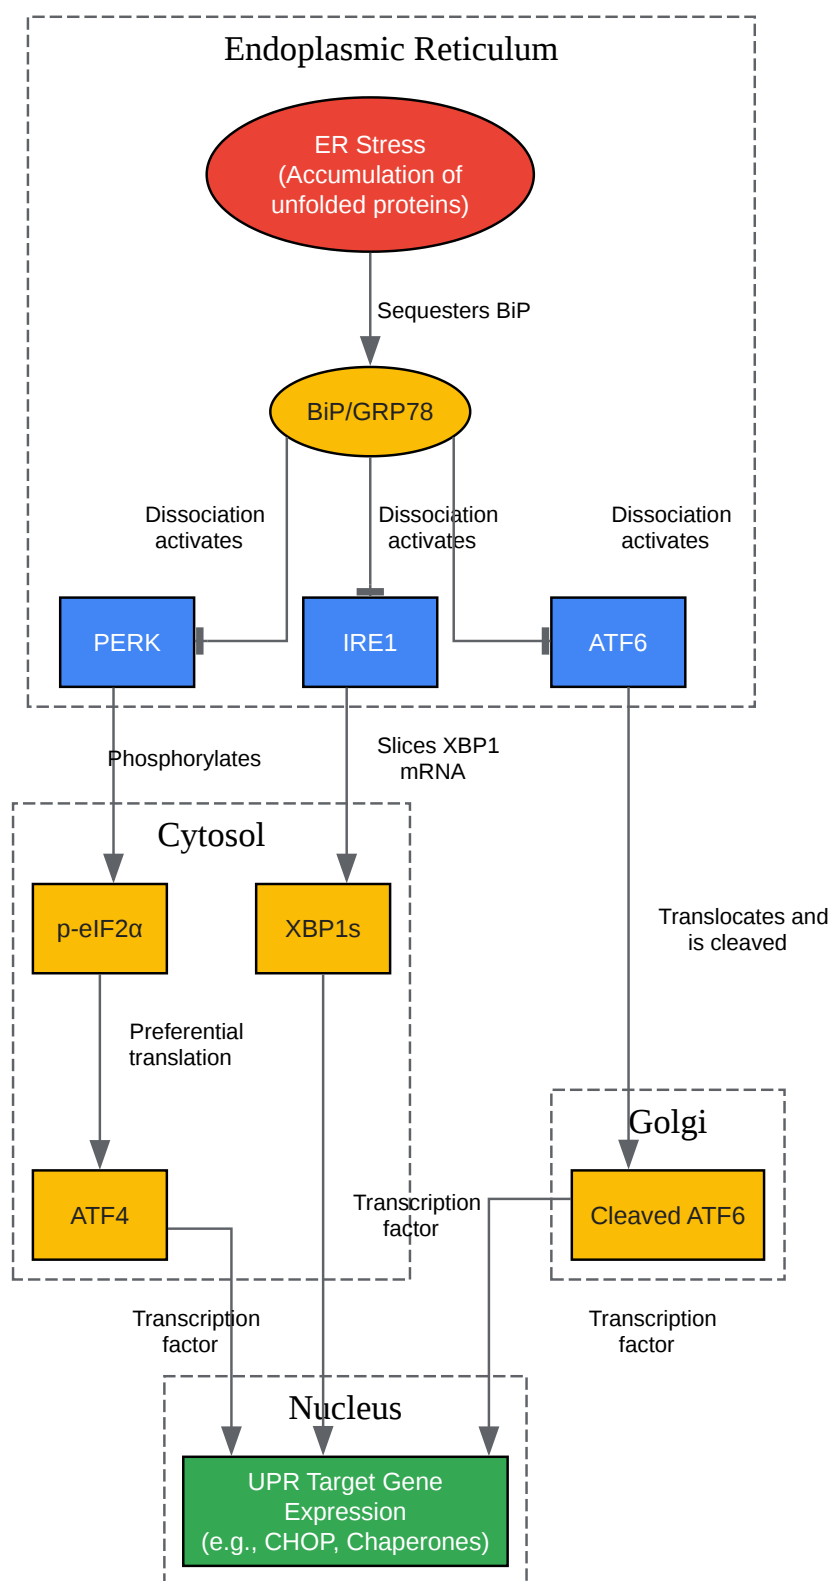 Endoplasmic Reticulum
ER Stress
(Accumulation of
unfolded proteins)
Sequesters BiP
BiP/GRP78
Dissociation
activates
Dissociation
activates
Dissociation
activates
PERK
IRE1
ATF6
Phosphorylates
Slices XBP1
mRNA
Cytosol
p-eIF2α
XBP1s
Translocates and
is cleaved
Preferential
translation
Golgi
ATF4
Transcription
factor
Cleaved ATF6
Transcription
factor
Transcription
factor
Nucleus
UPR Target Gene
Expression
(e.g., CHOP, Chaperones)